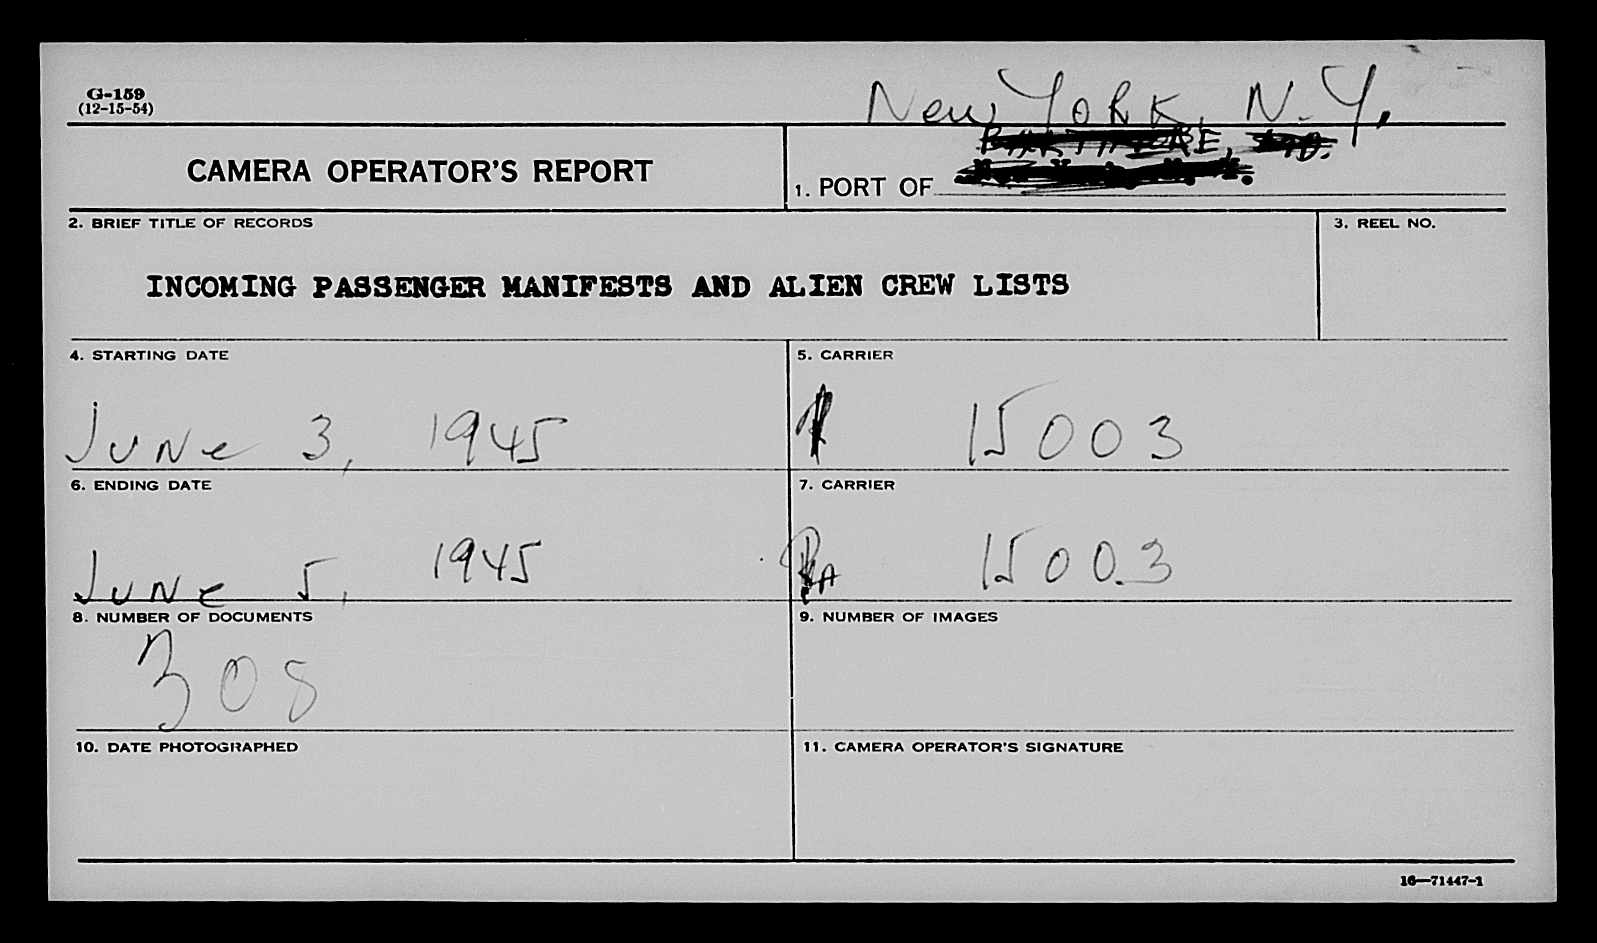 G-159
(12-15-54)
New York, N.Y.
CAMERA OPERATOR'S REPORT
1. PORT OF
2. BRIEF TITLE OF RECORDS
3. REEL NO.
INCOMING PASSENGER MANIFESTS AND ALIEN CREW LISTS
4. STARTING DATE
5. CARRIER
June 3, 1945
15003
6. ENDING DATE
7. CARRIER
June 5, 1945
15003
8. NUMBER OF DOCUMENTS
9. NUMBER OF IMAGES
308
10. DATE PHOTOGRAPHED
11. CAMERA OPERATOR'S SIGNATURE
16—71447-1